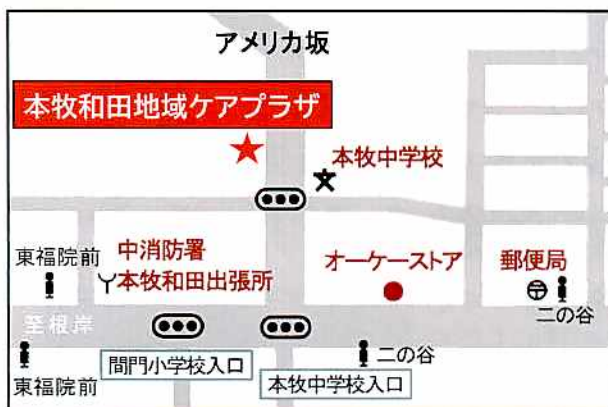 アメリカ坂
本牧和田地域ケアプラザ
本牧中学校
東福院前
中消防署
本牧和田出張所
オーケーストア
郵便局
二の谷
至根岸
間門小学校入口
本牧中学校入口
二の谷
東福院前